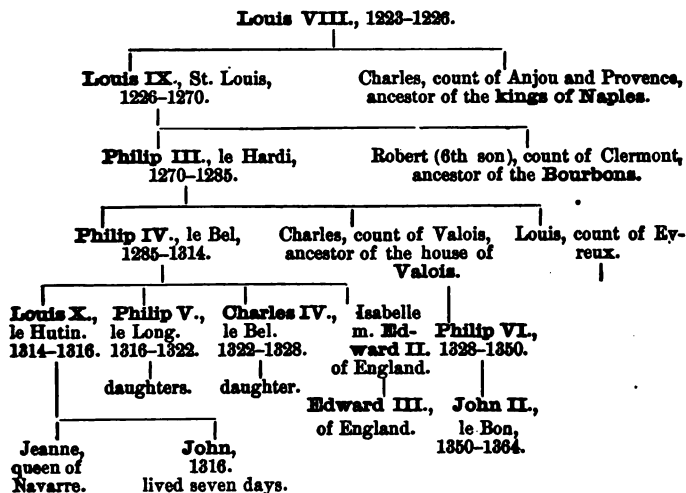 Louis VIII., 1223–1226.
Louis IX., St. Louis,
1226–1270.
Charles, count of Anjou and Provence,
ancestor of the kings of Naples.
Philip III., le Hardi,
1270–1285.
Robert (6th son), count of Clermont,
ancestor of the Bourbons.
Philip IV., le Bel,
1285–1314.
Charles, count of Valois,
ancestor of the house of
Valois.
Louis, count of Ev-
reux.
Louis X.,
le Hutin.
1314–1316.
Philip V.,
le Long.
1316–1322.
Charles IV.,
le Bel.
1322–1328.
Isabelle
m. Ed-
ward II.
of England.
Philip VI.,
1328–1350.
daughters.
daughter.
Edward III.,
of England.
John II.,
le Bon,
1350–1364.
Jeanne,
queen of
Navarre.
John,
1316.
lived seven days.